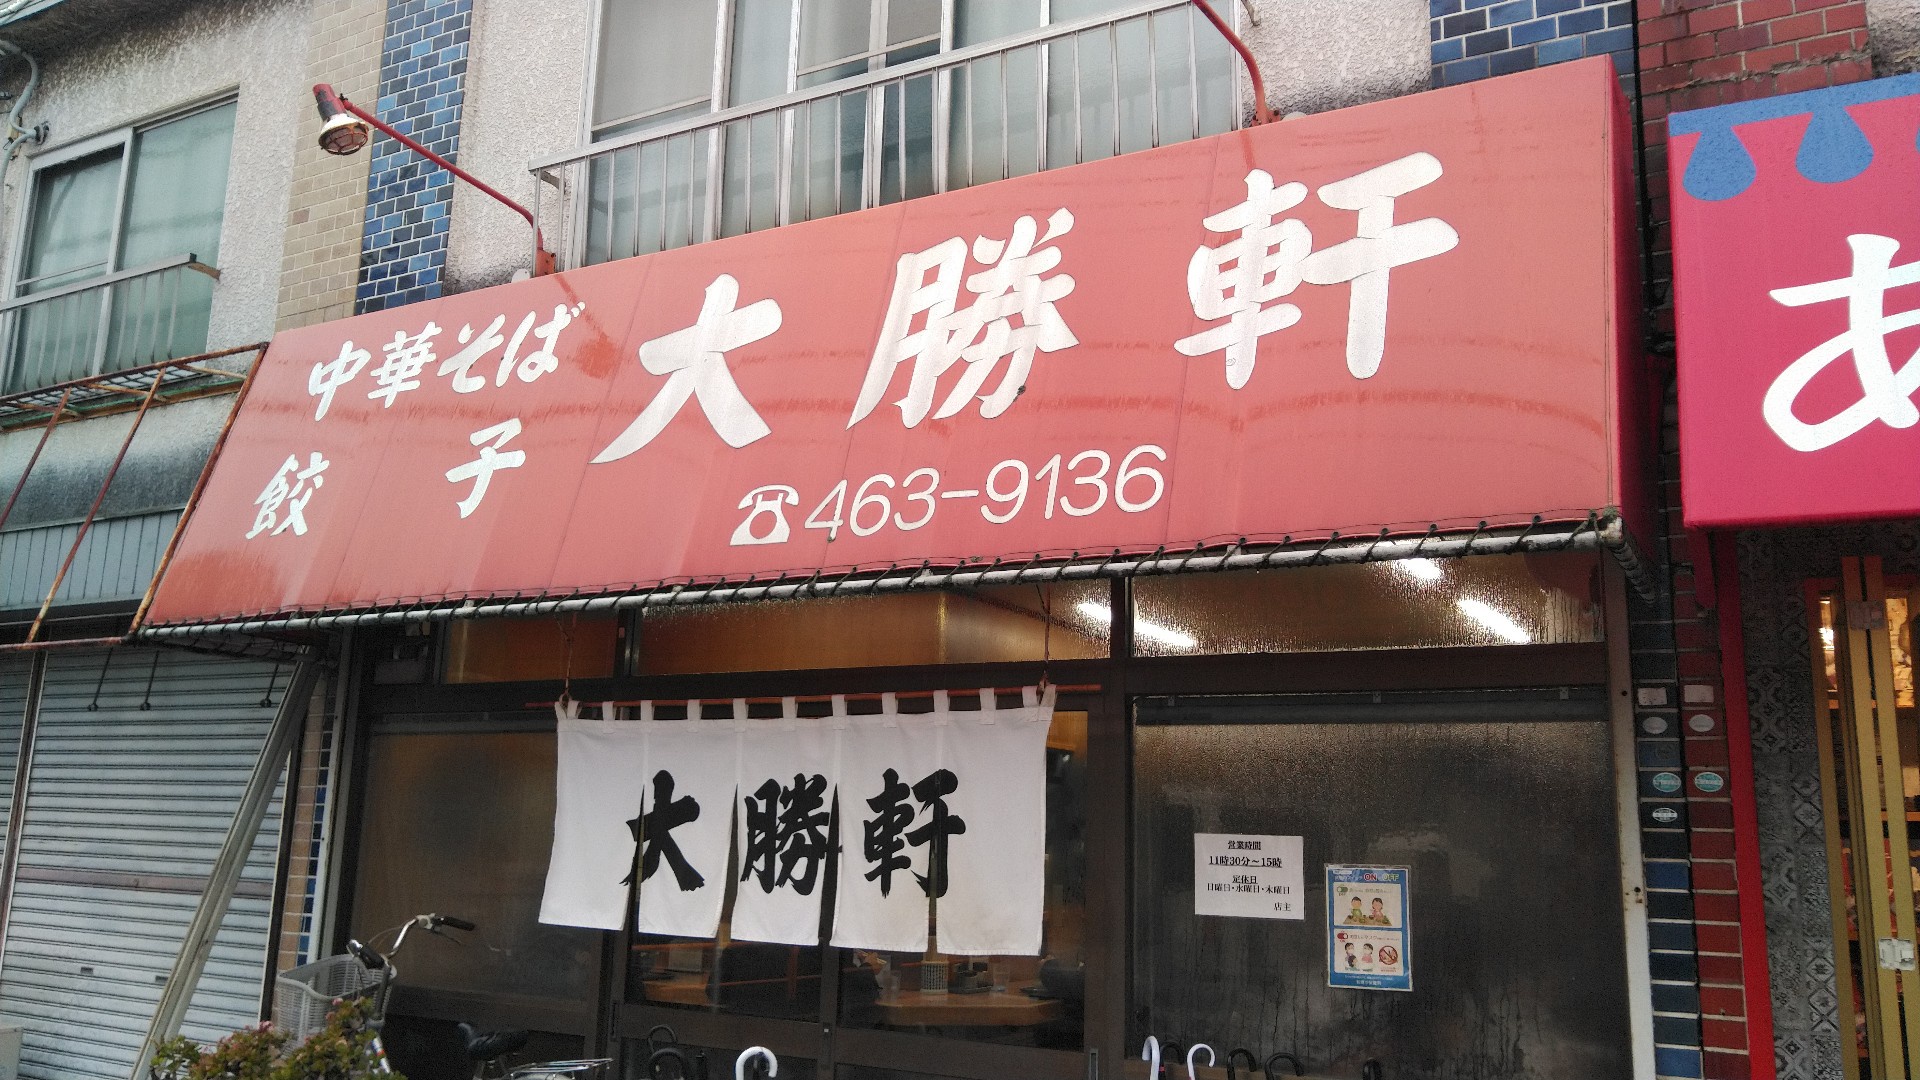 中華そば
餃子
大勝軒
☎463-9136
あ
大勝軒
営業時間
11時30分～15時
定休日
日曜日・水曜日・木曜日
店主
ON
OFF